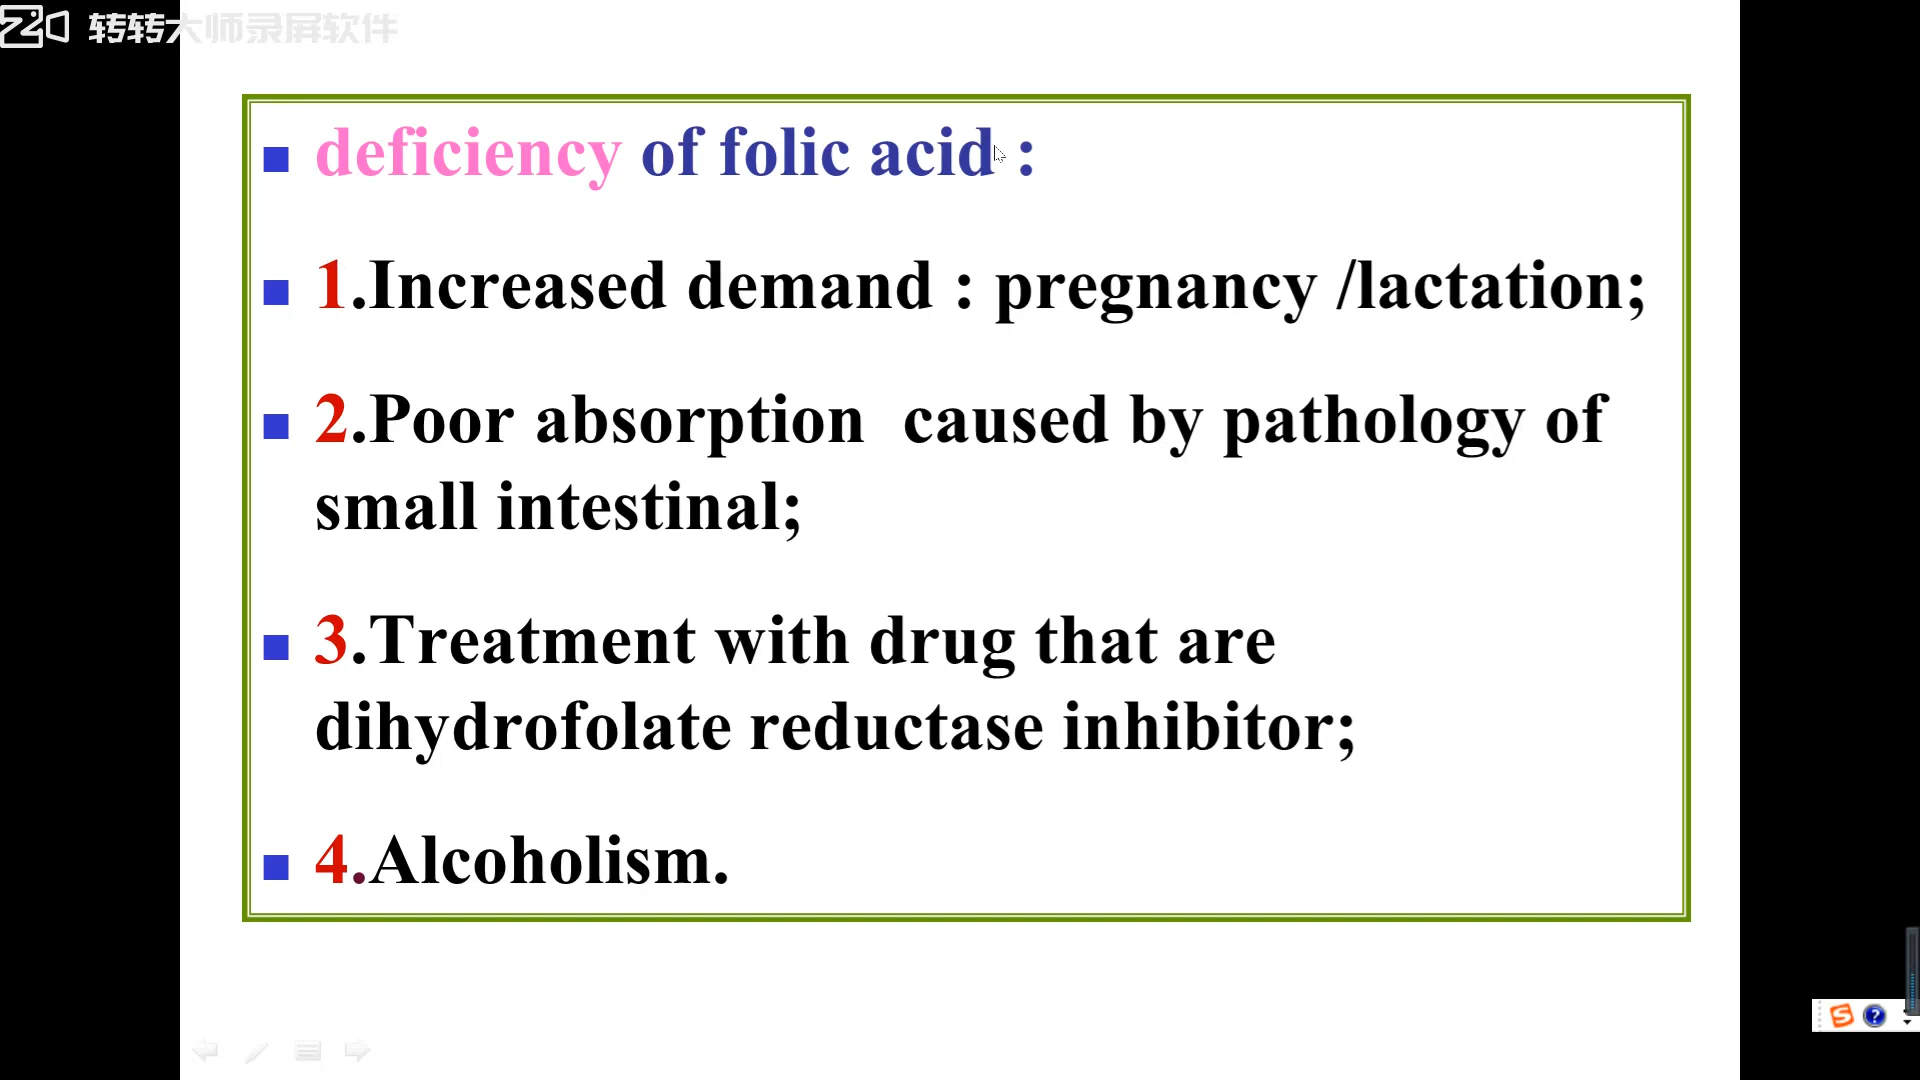 转转大师录屏软件
deficiency of folic acid :
1.Increased demand : pregnancy /lactation;
2.Poor absorption  caused by pathology of
small intestinal;
3.Treatment with drug that are
dihydrofolate reductase inhibitor;
4.Alcoholism.